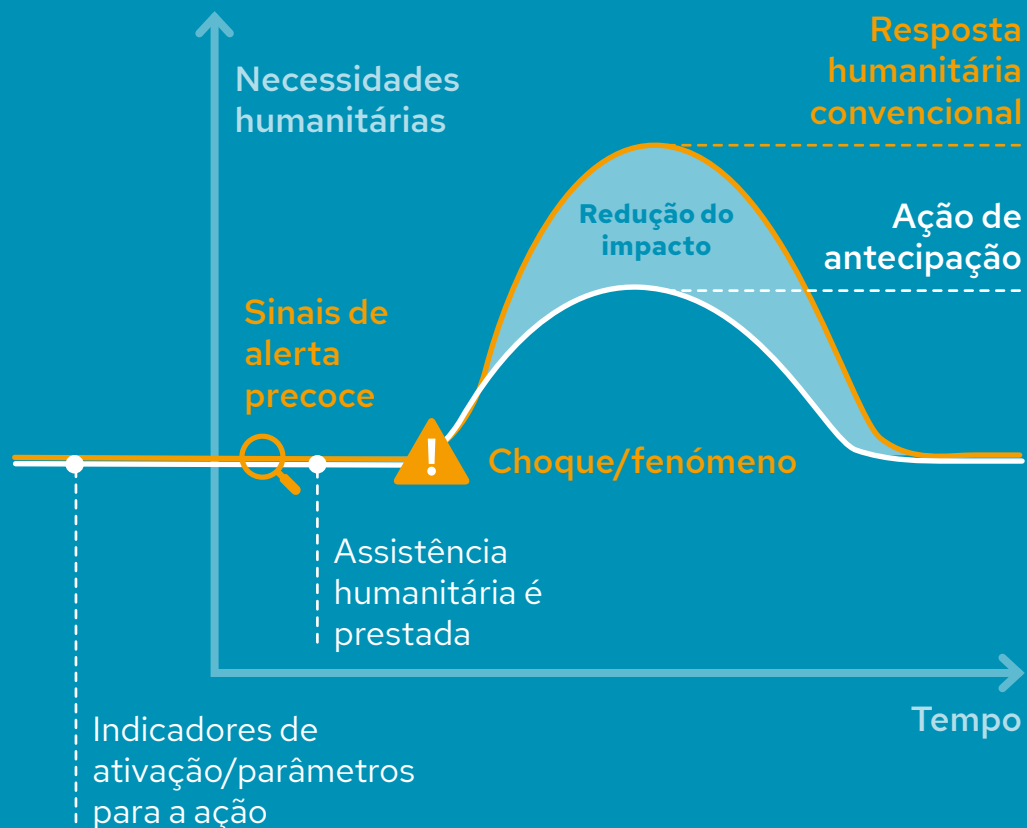 Necessidades
humanitárias
Resposta
humanitária
convencional
Redução do
impacto
Ação de
antecipação
Sinais de
alerta
precoce
!
Choque/fenómeno
Assistência
humanitária é
prestada
Tempo
Indicadores de
ativação/parâmetros
para a ação